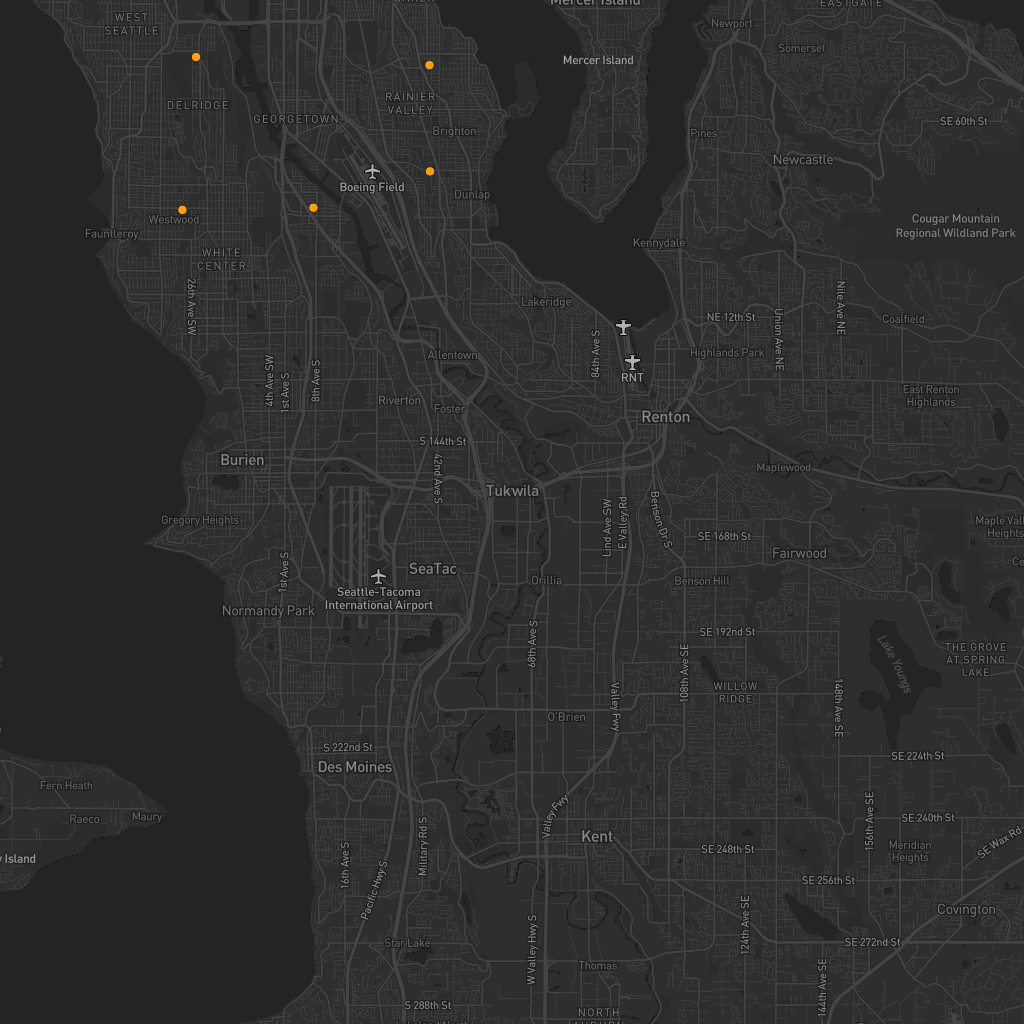 Mercer Island
EASTGATE
WEST
SEATTLE
Newport
Somerset
Mercer Island
DELRIDGE
RAINIER
VALLEY
GEORGETOWN
Brighton
SE 60th St
Pines
Newcastle
Boeing Field
Dunlap
Westwood
Fauntleroy
Cougar Mountain
Regional Wildland Park
Kennydale
WHITE
CENTER
26th Ave SW
Lakeridge
NE 12th St
Union Ave NE
Nile Ave NE
Coalfield
84th Ave S
Allentown
Highlands Park
RNT
4th Ave SW
1st Ave S
8th Ave S
Riverton
Foster
East Renton
Highlands
Renton
S 144th St
Burien
42nd Ave S
Maplewood
Tukwila
Lind Ave SW
E Valley Rd
Benson Dr S
Gregory Heights
SE 168th St
Maple Valley
Heights
Fairwood
1st Ave S
SeaTac
Seattle-Tacoma
International Airport
Orillia
Benson Hill
Normandy Park
SE 192nd St
68th Ave S
108th Ave SE
Lake Youngs
THE GROVE
AT SPRING
LAKE
WILLOW
RIDGE
148th Ave SE
Valley Fwy
O'Brien
S 222nd St
SE 224th St
Des Moines
Fern Heath
Raeco
Maury
Valley Fwy
156th Ave SE
SE 240th St
Military Rd S
Kent
SE 248th St
Meridian
Heights
SE Wax Rd
y Island
16th Ave S
Pacific Hwy S
SE 256th St
124th Ave SE
Covington
W Valley Hwy S
Star Lake
SE 272nd St
Thomas
144th Ave SE
S 288th St
NORTH